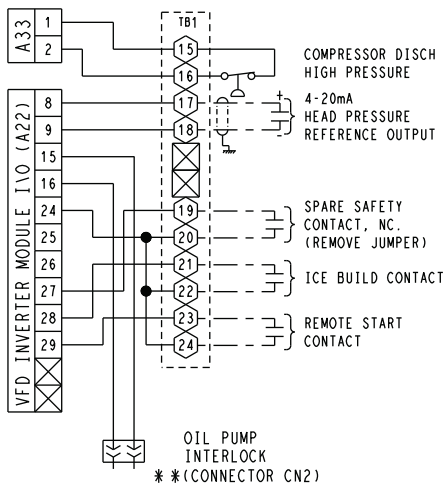 A33
1
2
TB1
15
16
COMPRESSOR DISCH
HIGH PRESSURE
VFD INVERTER MODULE I\O (A22)
8
9
15
16
24
25
26
27
28
29
17
18
+
-
4-20mA
HEAD PRESSURE
REFERENCE OUTPUT
19
20
SPARE SAFETY
CONTACT, NC.
(REMOVE JUMPER)
21
22
ICE BUILD CONTACT
23
24
REMOTE START
CONTACT
OIL PUMP
INTERLOCK
**(CONNECTOR CN2)